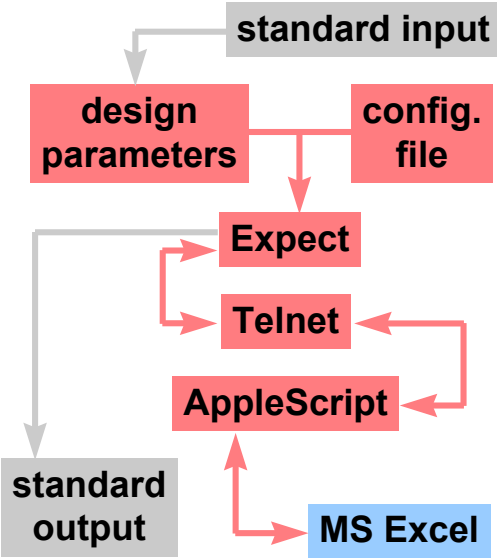 standard input
design
parameters
config.
file
Expect
Telnet
AppleScript
standard
output
MS Excel